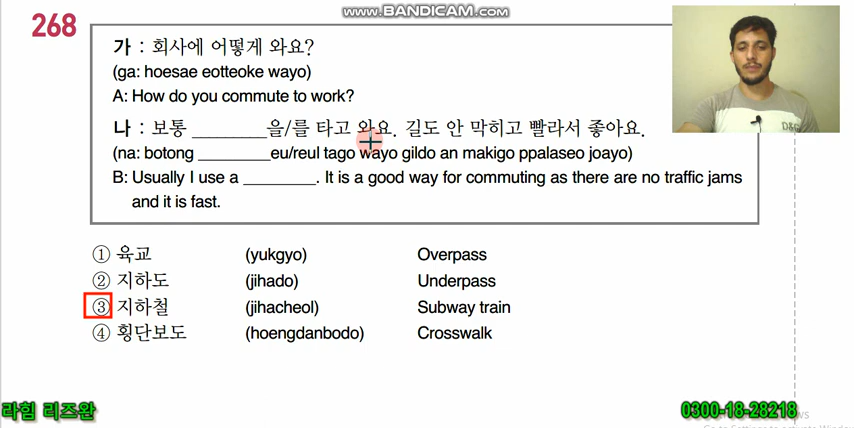 WWW.BANDICAM.COM
268
가 : 회사에 어떻게 와요?
(ga: hoesae eotteoke wayo)
A: How do you commute to work?
나 : 보통 _________을/를 타고 와요. 길도 안 막히고 빨라서 좋아요.
(na: botong _________eu/reul tago wayo gildo an makigo ppalaseo joayo)
B: Usually I use a _________. It is a good way for commuting as there are no traffic jams
and it is fast.
① 육교 (yukgyo) Overpass
② 지하도 (jihado) Underpass
③ 지하철 (jihacheol) Subway train
④ 횡단보도 (hoengdanbodo) Crosswalk
라힘 리즈완
0300-18-28218